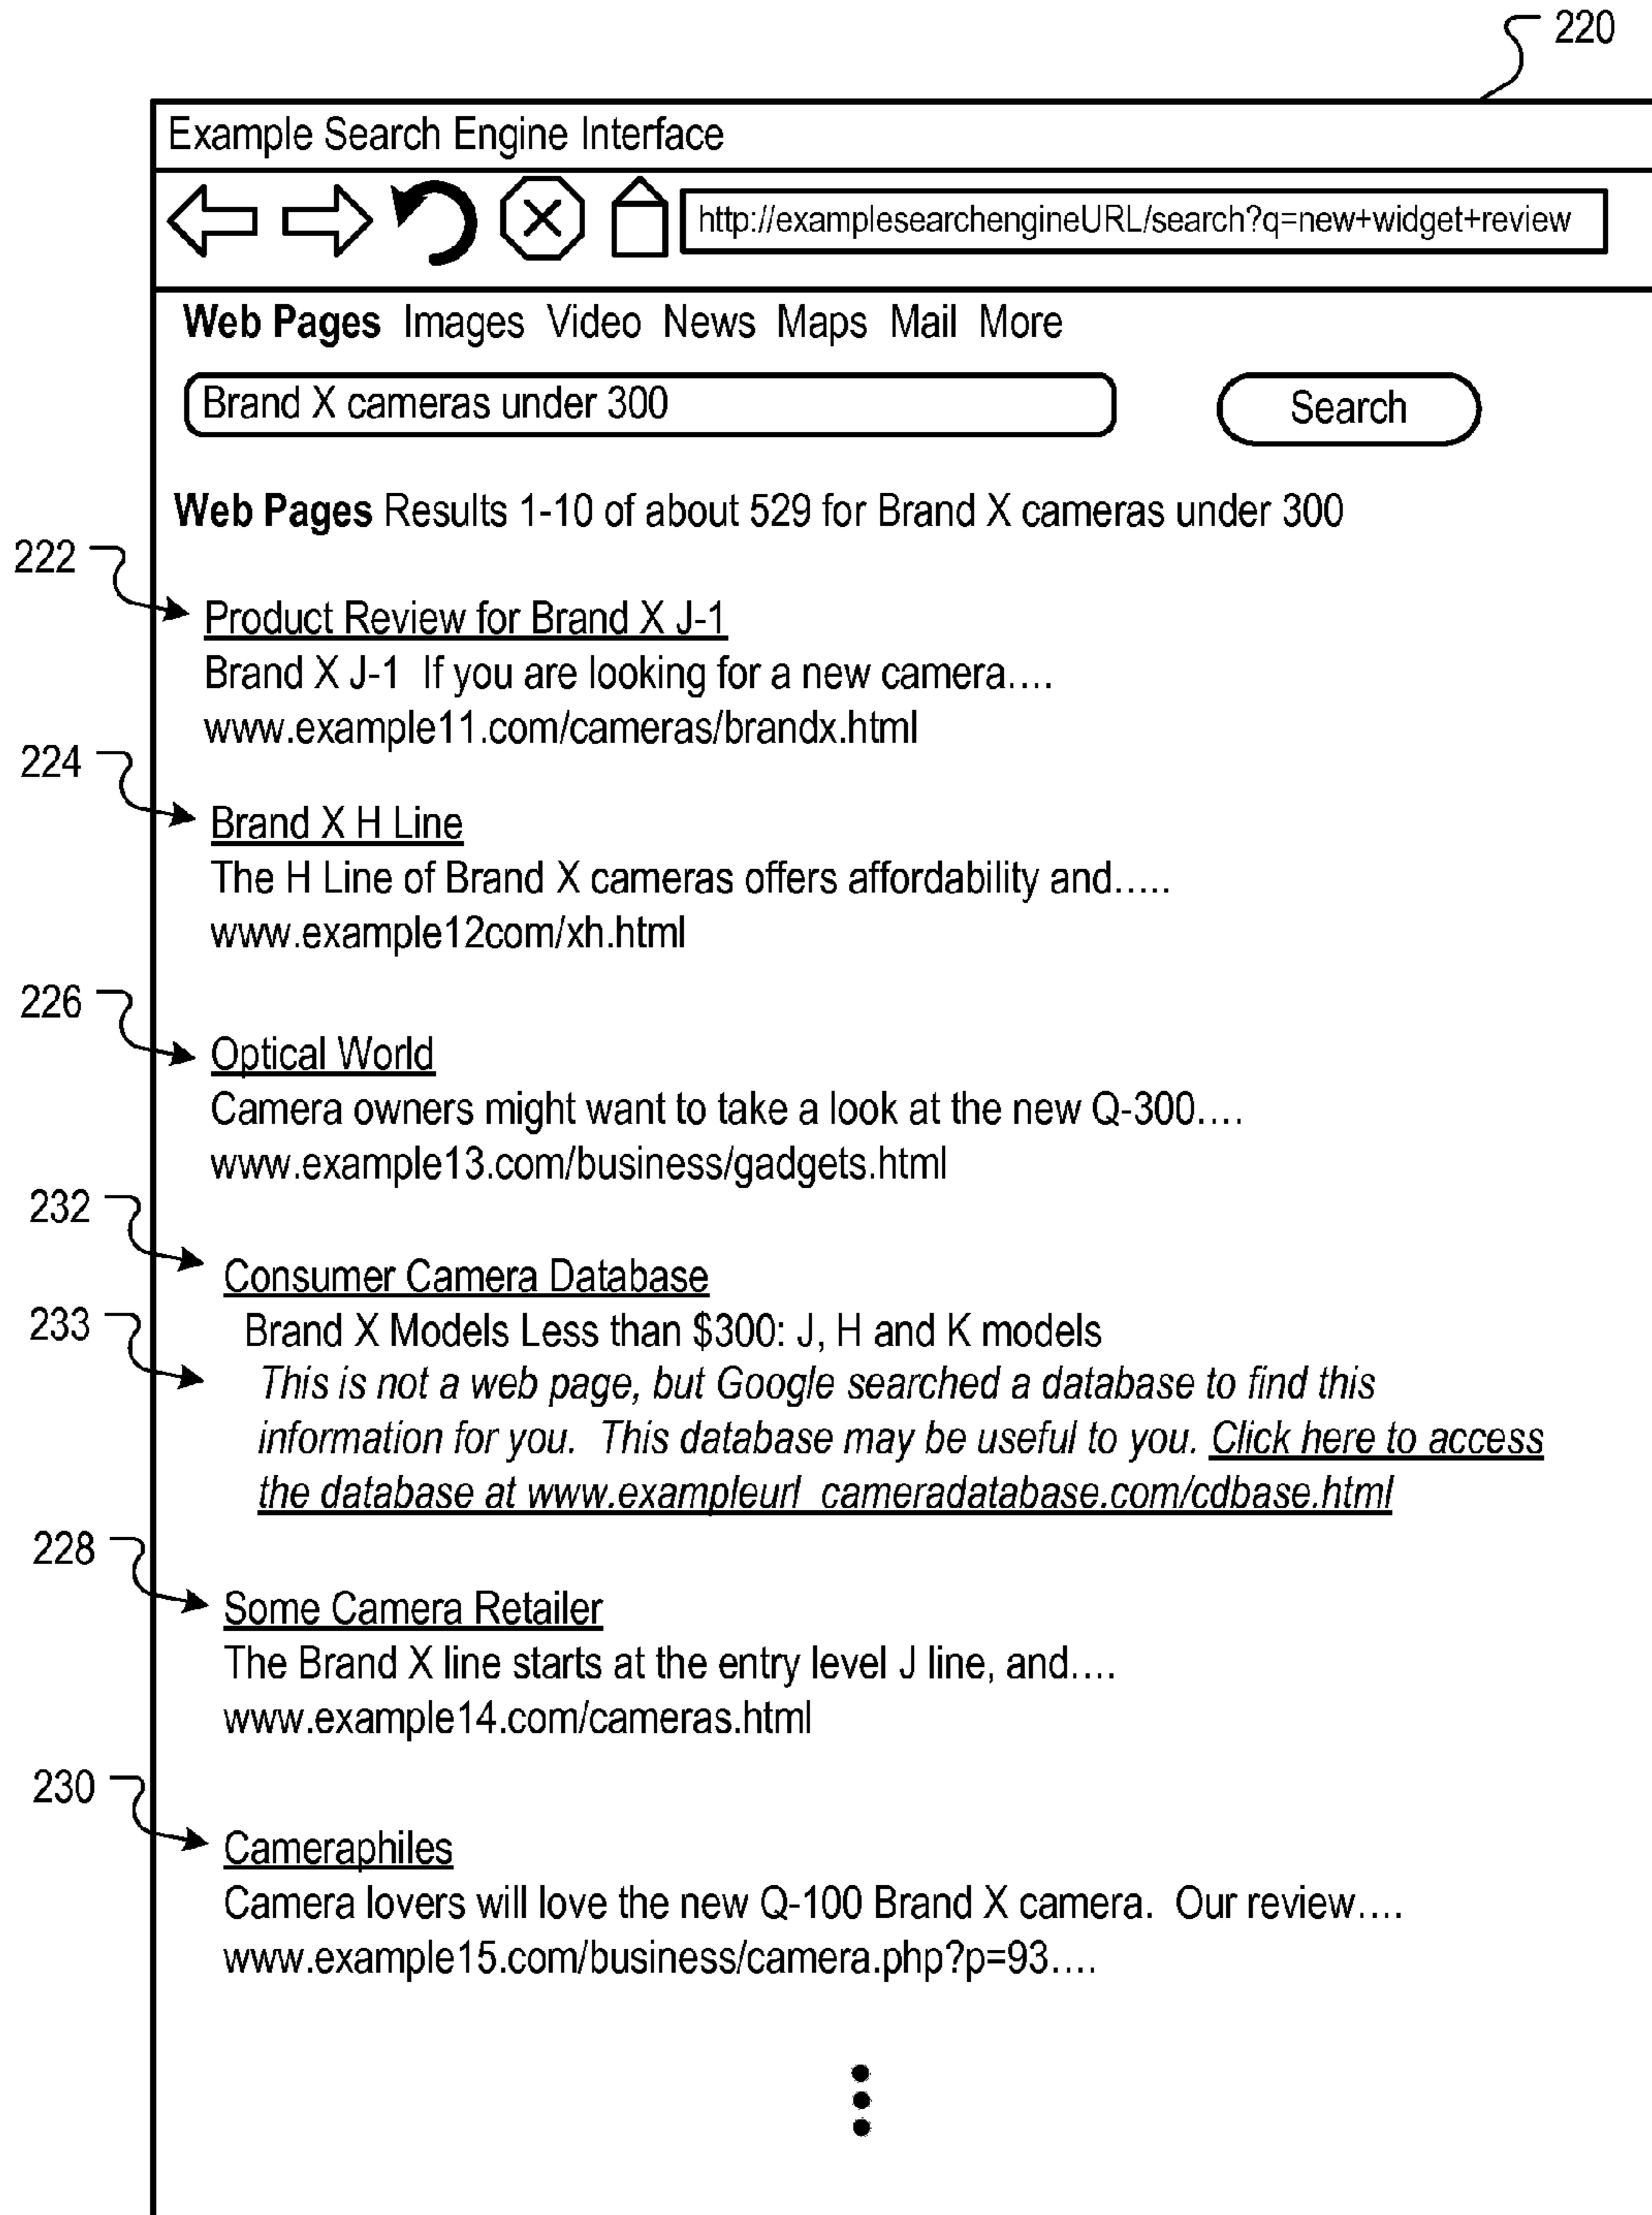 220
Example Search Engine Interface
http://examplesearchengineURL/search?q=new+widget+review
Web Pages Images Video News Maps Mail More
Brand X cameras under 300
Search
Web Pages Results 1-10 of about 529 for Brand X cameras under 300
222
Product Review for Brand X J-1
Brand X J-1 If you are looking for a new camera....
www.example11.com/cameras/brandx.html
224
Brand X H Line
The H Line of Brand X cameras offers affordability and.....
www.example12com/xh.html
226
Optical World
Camera owners might want to take a look at the new Q-300....
www.example13.com/business/gadgets.html
232
Consumer Camera Database
233
Brand X Models Less than $300: J, H and K models
This is not a web page, but Google searched a database to find this
information for you. This database may be useful to you. Click here to access
the database at www.exampleurl_cameradatabase.com/cdbase.html
228
Some Camera Retailer
The Brand X line starts at the entry level J line, and....
www.example14.com/cameras.html
230
Cameraphiles
Camera lovers will love the new Q-100 Brand X camera. Our review....
www.example15.com/business/camera.php?p=93....